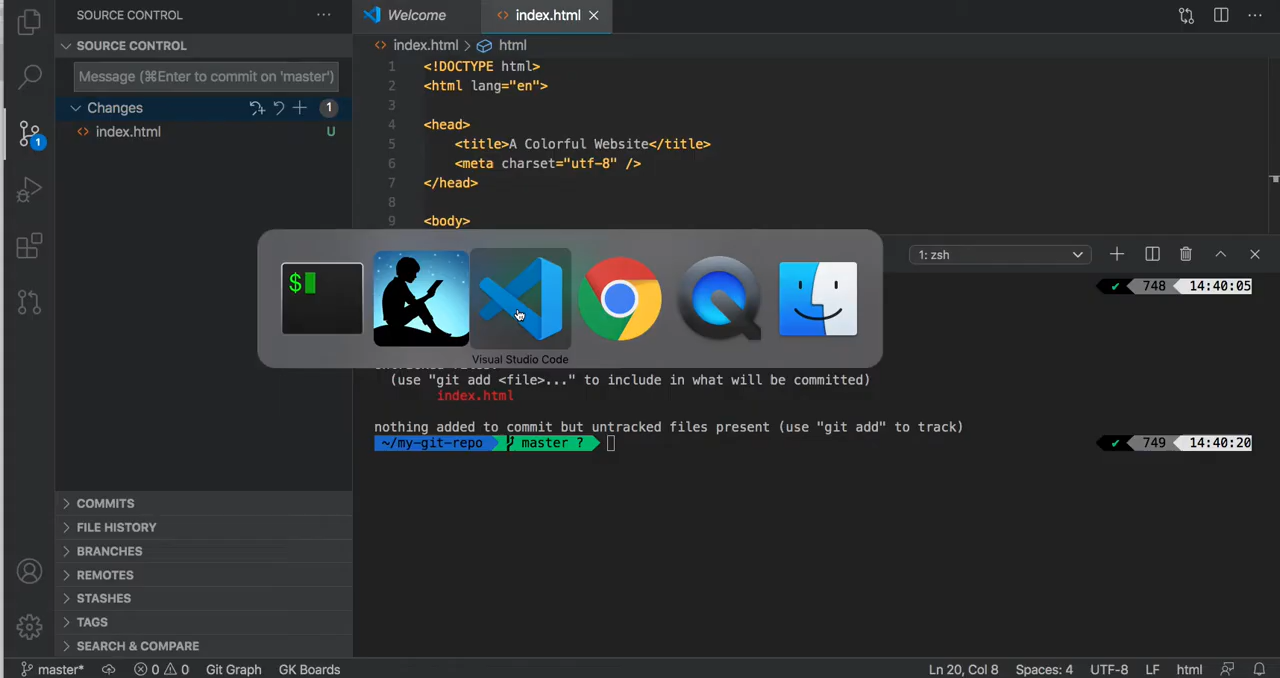 SOURCE CONTROL
SOURCE CONTROL
Message (⌘Enter to commit on 'master')
Changes
1
index.html
U
1
COMMITS
FILE HISTORY
BRANCHES
REMOTES
STASHES
TAGS
SEARCH & COMPARE
Welcome
index.html
index.html > html
1 <!DOCTYPE html>
2 <html lang="en">
3
4 <head>
5 <title>A Colorful Website</title>
6 <meta charset="utf-8" />
7 </head>
8
9 <body>
$
Visual Studio Code
1: zsh
✔ 748 14:40:05
(use "git add <file>..." to include in what will be committed)
index.html
nothing added to commit but untracked files present (use "git add" to track)
~/my-git-repo master ?
✔ 749 14:40:20
master*
0
0
Git Graph
GK Boards
Ln 20, Col 8
Spaces: 4
UTF-8
LF
html